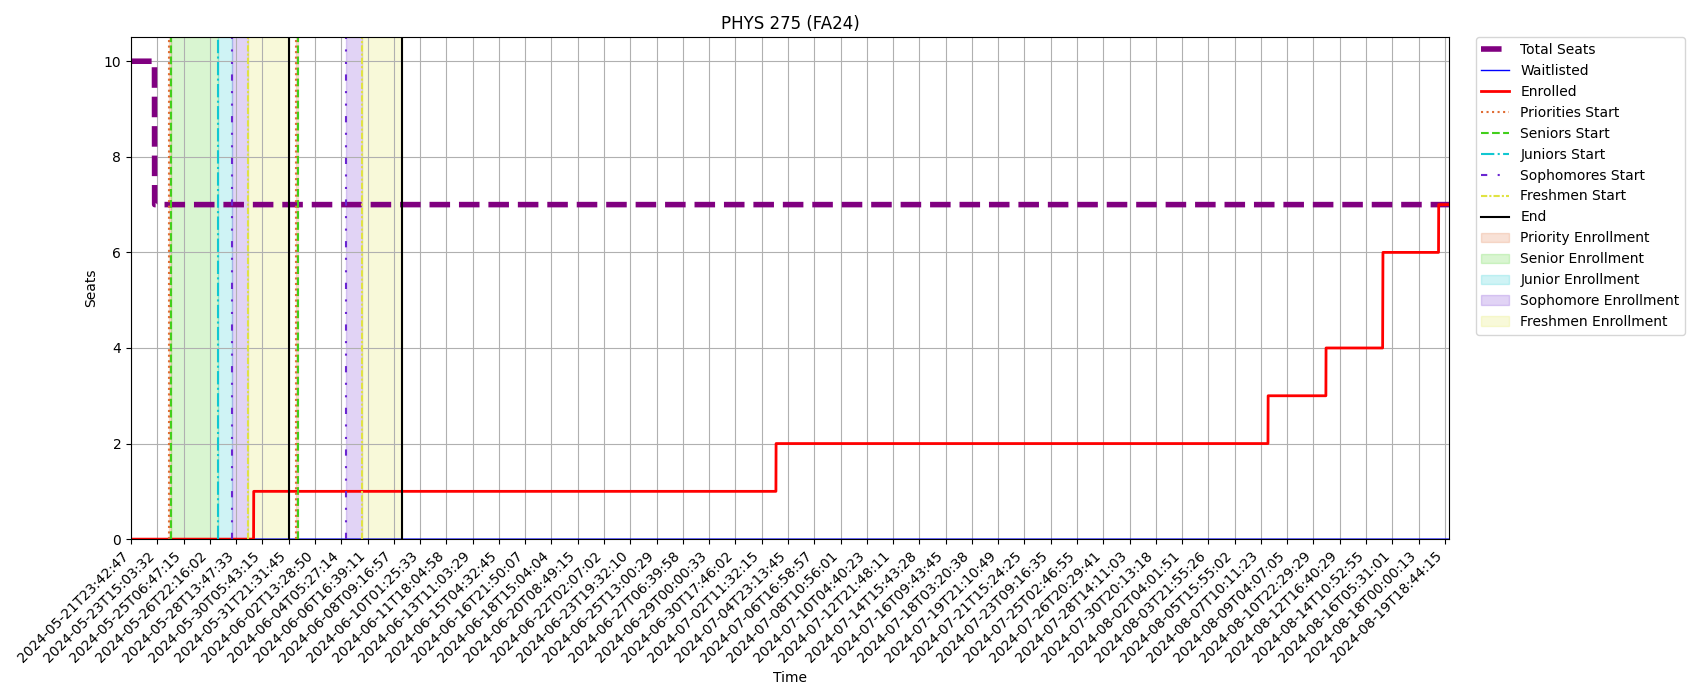 PHYS 275 (FA24)
Total Seats
Waitlisted
Enrolled
Priorities Start
Seniors Start
Juniors Start
Sophomores Start
Freshmen Start
End
Priority Enrollment
Senior Enrollment
Junior Enrollment
Sophomore Enrollment
Freshmen Enrollment
Seats
10
8
6
4
2
0
2024-05-21T23:42:47
2024-05-23T15:03:32
2024-05-25T06:47:15
2024-05-26T22:16:02
2024-05-28T13:47:33
2024-05-30T05:43:15
2024-05-31T21:31:45
2024-06-02T13:28:50
2024-06-04T05:27:14
2024-06-06T16:39:11
2024-06-08T09:16:57
2024-06-10T01:25:33
2024-06-11T18:04:58
2024-06-13T11:03:29
2024-06-15T04:32:45
2024-06-16T21:50:07
2024-06-18T15:04:04
2024-06-20T08:49:15
2024-06-22T02:07:02
2024-06-23T19:32:10
2024-06-25T13:00:29
2024-06-27T06:39:58
2024-06-29T00:00:33
2024-06-30T17:46:02
2024-07-02T11:32:15
2024-07-04T23:13:45
2024-07-06T16:58:57
2024-07-08T10:56:01
2024-07-10T04:40:23
2024-07-12T21:48:11
2024-07-14T15:43:28
2024-07-16T09:43:45
2024-07-18T03:20:38
2024-07-19T21:10:49
2024-07-21T15:24:25
2024-07-23T09:16:35
2024-07-25T02:46:55
2024-07-26T20:29:41
2024-07-28T14:11:03
2024-07-30T20:13:18
2024-08-02T04:01:51
2024-08-03T21:55:26
2024-08-05T15:55:02
2024-08-07T10:11:23
2024-08-09T04:07:05
2024-08-10T22:29:29
2024-08-12T16:40:29
2024-08-14T10:52:55
2024-08-16T05:31:01
2024-08-18T00:00:13
2024-08-19T18:44:15
Time